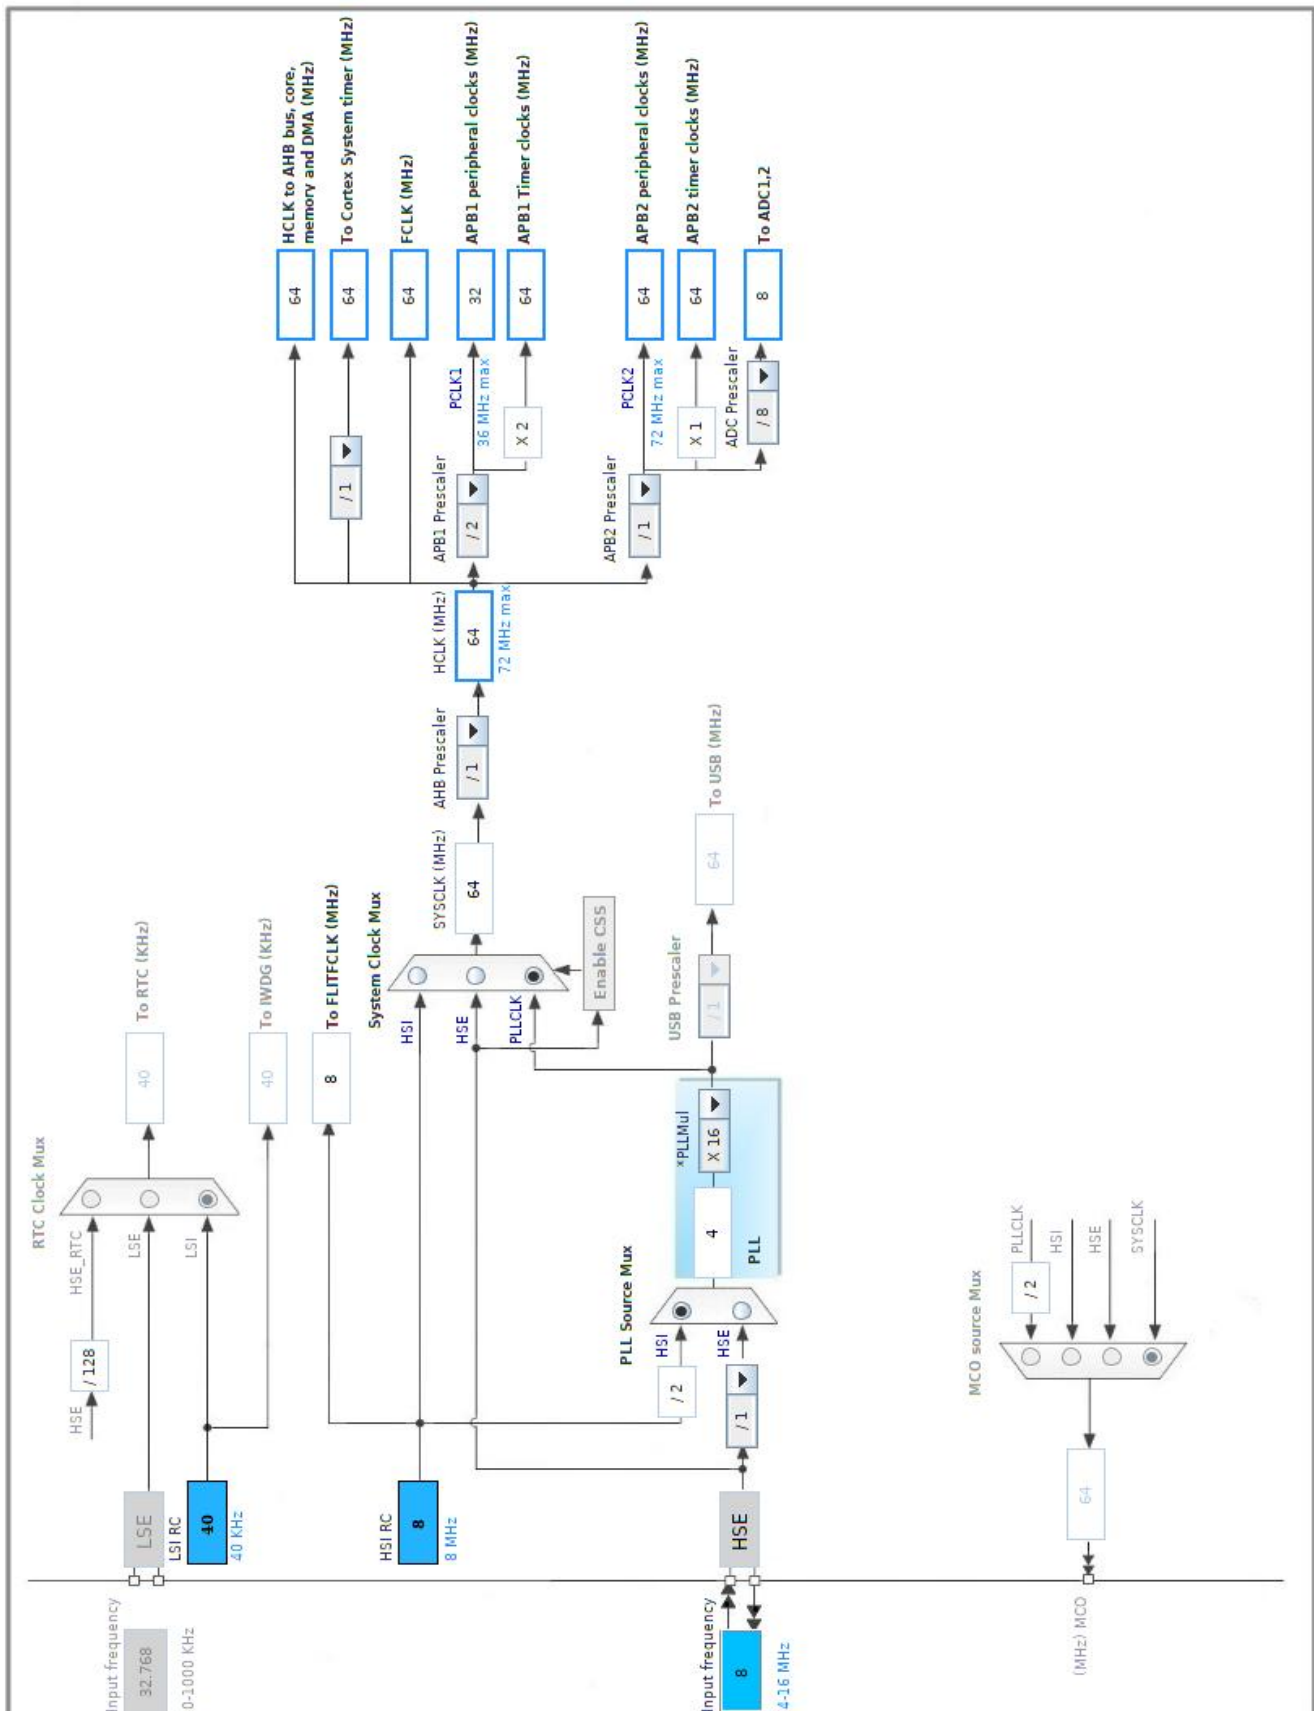 RTC Clock Mux
HSE
/ 128
HSE_RTC
LSE
LSI
40
To RTC (KHz)
Input frequency
32.768
0-1000 KHz
LSE
LSI RC
40
40 KHz
40
To IWDG (KHz)
8
To FLITFCLK (MHz)
HSI RC
8
8 MHz
System Clock Mux
HSI
HSE
PLLCLK
Enable CSS
SYSCLK (MHz)
64
AHB Prescaler
/ 1
HCLK (MHz)
64
72 MHz max
64
HCLK to AHB bus, core,
memory and DMA (MHz)
/ 1
64
To Cortex System timer (MHz)
64
FCLK (MHz)
APB1 Prescaler
/ 2
PCLK1
36 MHz max
32
APB1 peripheral clocks (MHz)
X 2
64
APB1 Timer clocks (MHz)
APB2 Prescaler
/ 1
PCLK2
72 MHz max
64
APB2 peripheral clocks (MHz)
X 1
64
APB2 timer clocks (MHz)
ADC Prescaler
/ 8
8
To ADC1,2
PLL Source Mux
HSI
/ 2
HSE
/ 1
4
*PLLMul
X 16
PLL
USB Prescaler
/ 1
64
To USB (MHz)
Input frequency
8
4-16 MHz
HSE
MCO source Mux
PLLCLK
/ 2
HSI
HSE
SYSCLK
64
(MHz) MCO